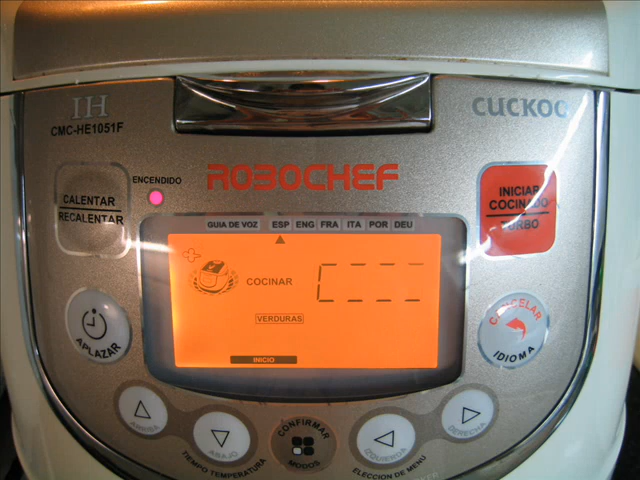 IH
CUCKOO
CMC-HE1051F
ROBOCHEF
ENCENDIDO
CALENTAR
RECALENTAR
INICIAR
COCINADO
TURBO
GUIA DE VOZ ESP ENG FRA ITA POR DEU
COCINAR
VERDURAS
INICIO
APLAZAR
CANCELAR
IDIOMA
ARRIBA
ABAJO
CONFIRMAR
MODOS
IZQUIERDA
DERECHA
TIEMPO TEMPERATURA
ELECCION DE MENU